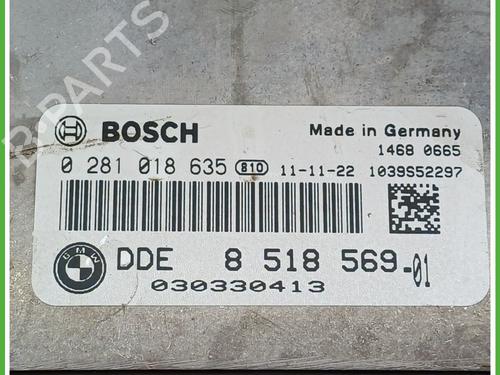 B-PARTS
BOSCH
Made in Germany
1468 0665
0 281 018 635 810 11-11-22 1039S52297
BMW
DDE 8 518 569-01
030330413